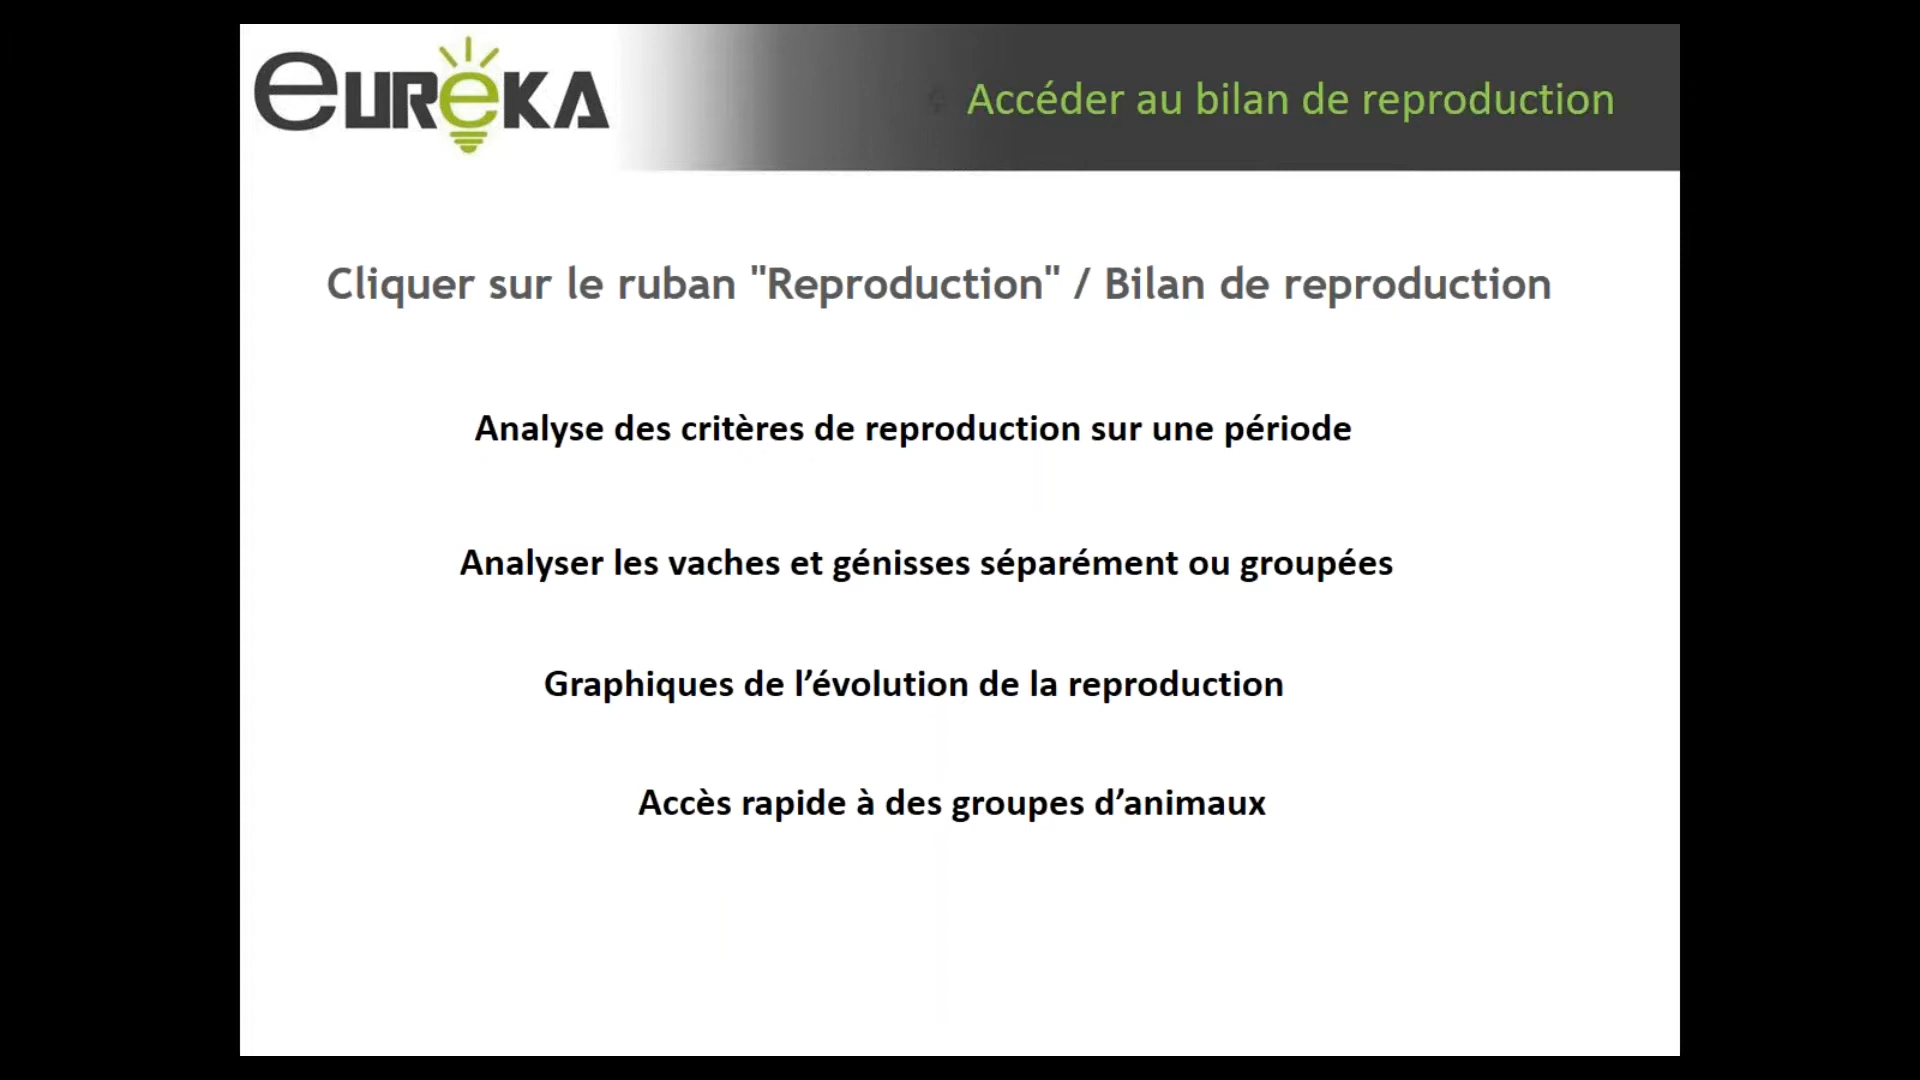 eUReKA
Accéder au bilan de reproduction
Cliquer sur le ruban "Reproduction" / Bilan de reproduction
Analyse des critères de reproduction sur une période
Analyser les vaches et génisses séparément ou groupées
Graphiques de l’évolution de la reproduction
Accès rapide à des groupes d’animaux